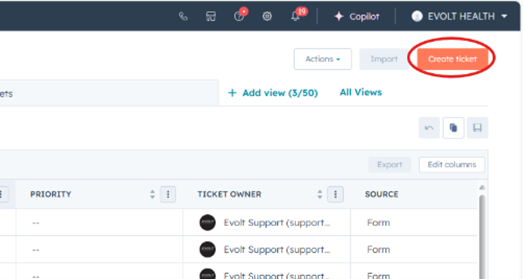 19
Copilot
EVOLT HEALTH
Actions
Import
Create ticket
ets
+ Add view (3/50)
All Views
Export
Edit columns
PRIORITY
TICKET OWNER
SOURCE
--
Evolt Support (support...
Form
--
Evolt Support (support...
Form
--
Evolt Support (support...
Form